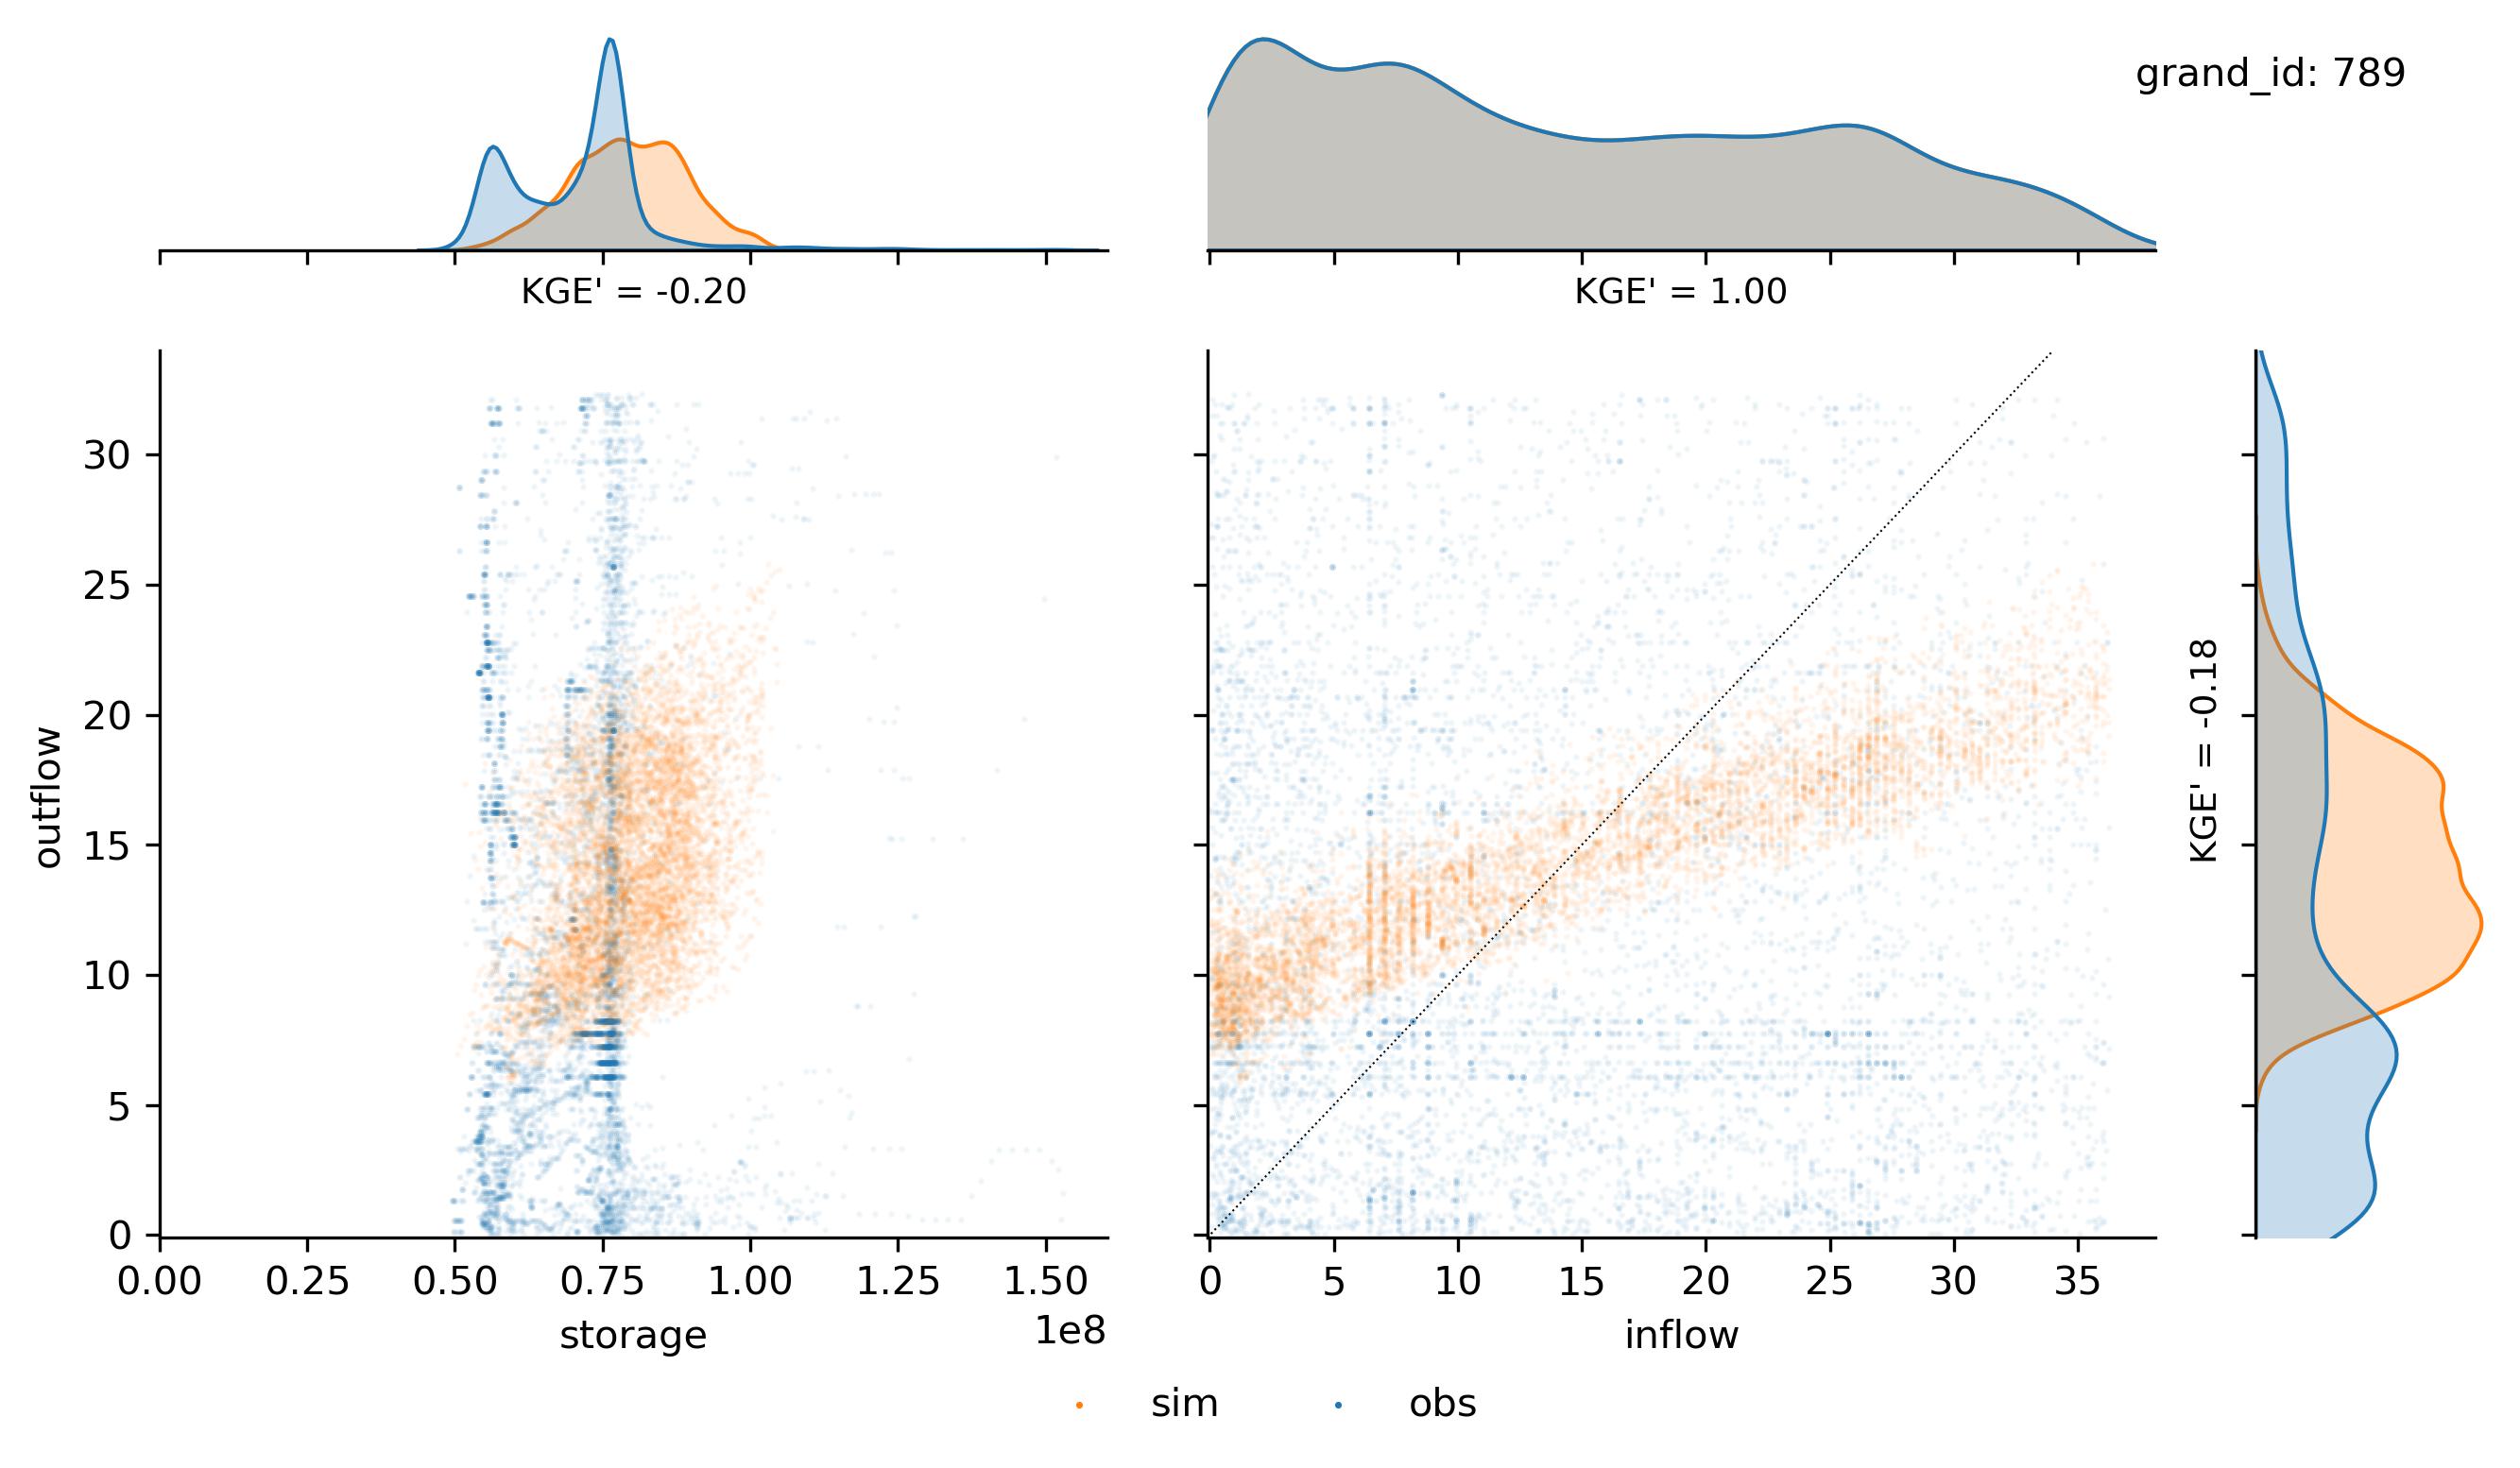 grand_id: 789
KGE' = -0.20
KGE' = 1.00
outflow
30
25
20
15
10
5
0
0.00 0.25 0.50 0.75 1.00 1.25 1.50
storage
1e8
0 5 10 15 20 25 30 35
inflow
KGE' = -0.18
sim obs